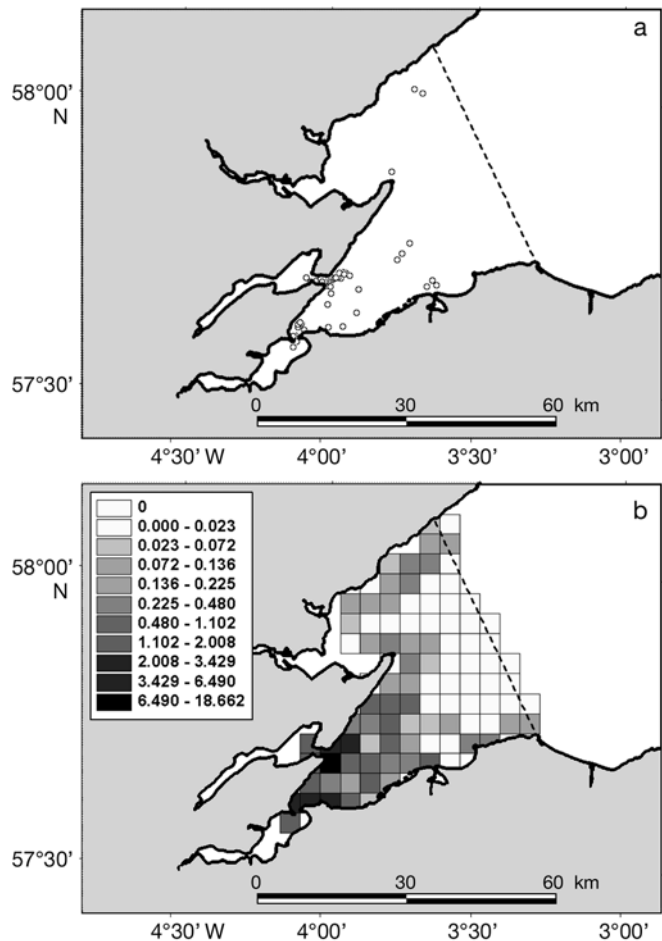 a
58°00'
N
57°30'
0 30 60 km
4°30' W 4°00' 3°30' 3°00'
b
0
0.000 - 0.023
0.023 - 0.072
0.072 - 0.136
0.136 - 0.225
0.225 - 0.480
0.480 - 1.102
1.102 - 2.008
2.008 - 3.429
3.429 - 6.490
6.490 - 18.662
58°00'
N
57°30'
0 30 60 km
4°30' W 4°00' 3°30' 3°00'